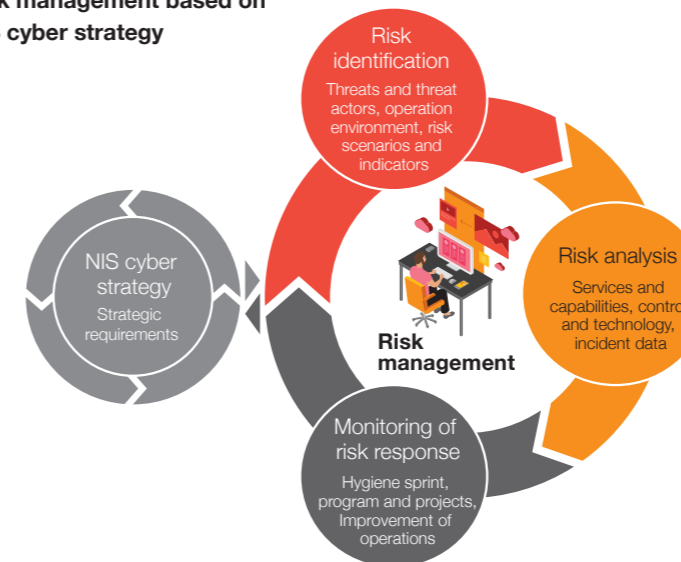 management based on
cyber strategy
Risk
identification
Threats and threat
actors, operation
environment, risk
scenarios and
indicators
NIS cyber
strategy
Strategic
requirements
Risk analysis
Services and
capabilities,
and technology,
incident data
Risk
management
Monitoring of
risk response
Hygiene sprint,
program and projects,
Improvement of
operations